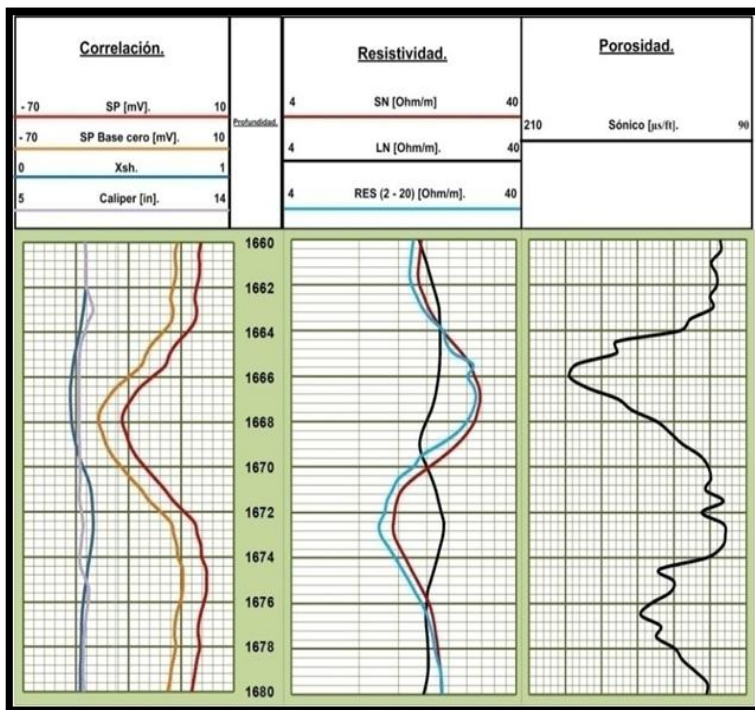 Correlación.
- 70 SP [mV]. 10
- 70 SP Base cero [mV]. 10
0 Xsh. 1
5 Caliper [in]. 14
Profundidad.
Resistividad.
4 SN [Ohm/m] 40
4 LN [Ohm/m]. 40
4 RES (2 - 20) [Ohm/m]. 40
Porosidad.
210 Sónico [µs/ft]. 90
1660
1662
1664
1666
1668
1670
1672
1674
1676
1678
1680